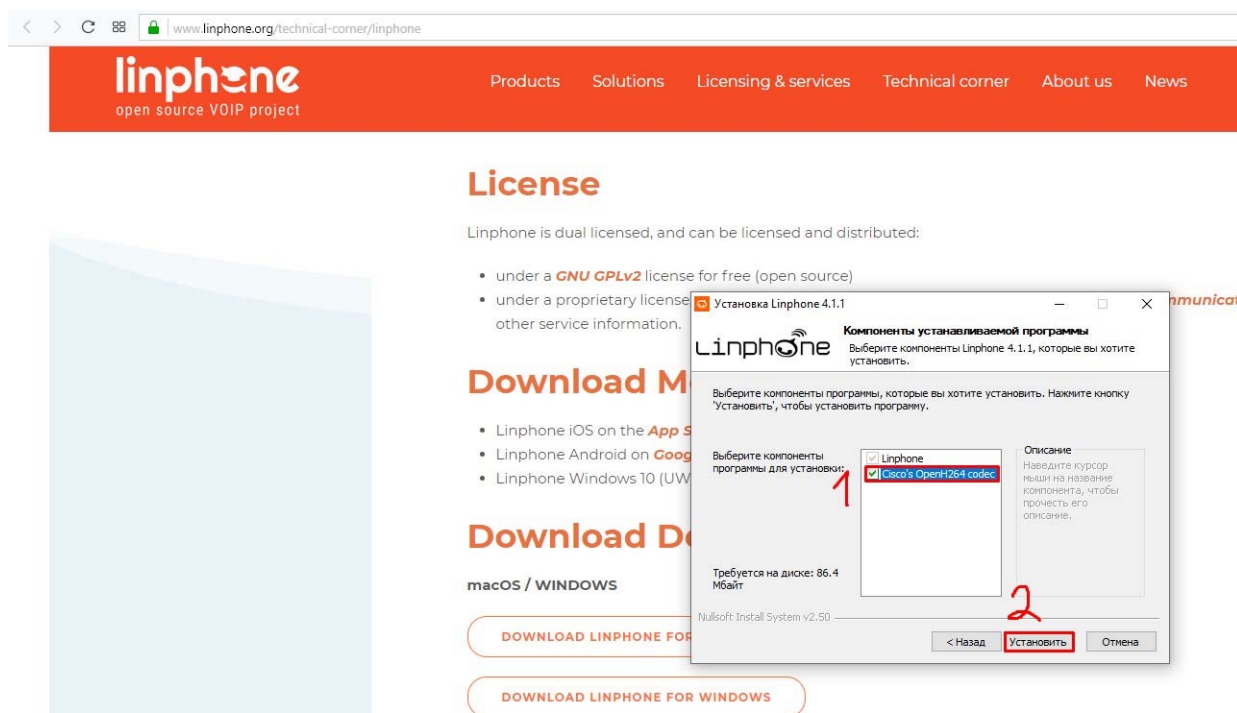 www.linphone.org/technical-corner/linphone
linphone
open source VOIP project
Products Solutions Licensing & services Technical corner About us News
License
Linphone is dual licensed, and can be licensed and distributed:
under a GNU GPLv2 license for free (open source)
under a proprietary license
other service information.
Download M
Linphone iOS on the App S
Linphone Android on Goog
Linphone Windows 10 (UW
Download D
macOS / WINDOWS
DOWNLOAD LINPHONE FOR
DOWNLOAD LINPHONE FOR WINDOWS
Установка Linphone 4.1.1
Linphone
Компоненты устанавливаемой программы
Выберите компоненты Linphone 4.1.1, которые вы хотите
установить.
Выберите компоненты программы, которые вы хотите установить. Нажмите кнопку
'Установить', чтобы установить программу.
Выберите компоненты
программы для установки:
Linphone
Cisco's OpenH264 codec
1
Описание
Наведите курсор
мыши на название
компонента, чтобы
прочесть его
описание.
Требуется на диске: 86.4
Мбайт
2
Nullsoft Install System v2.50
< Назад Установить Отмена